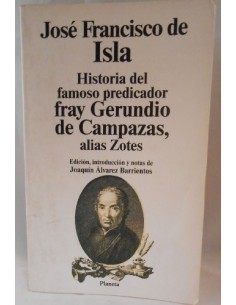 José Francisco de
Isla
Historia del
famoso predicador
fray Gerundio
de Campazas,
alias Zotes
Edición, introducción y notas de
Joaquín Álvarez Barrientos
Planeta